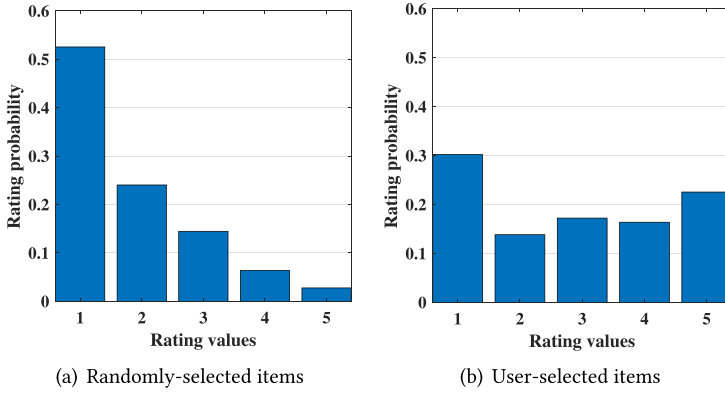 0.6
0.5
0.4
0.3
0.2
0.1
0
Rating probability
1 2 3 4 5
Rating values
(a) Randomly-selected items
0.6
0.5
0.4
0.3
0.2
0.1
0
Rating probability
1 2 3 4 5
Rating values
(b) User-selected items